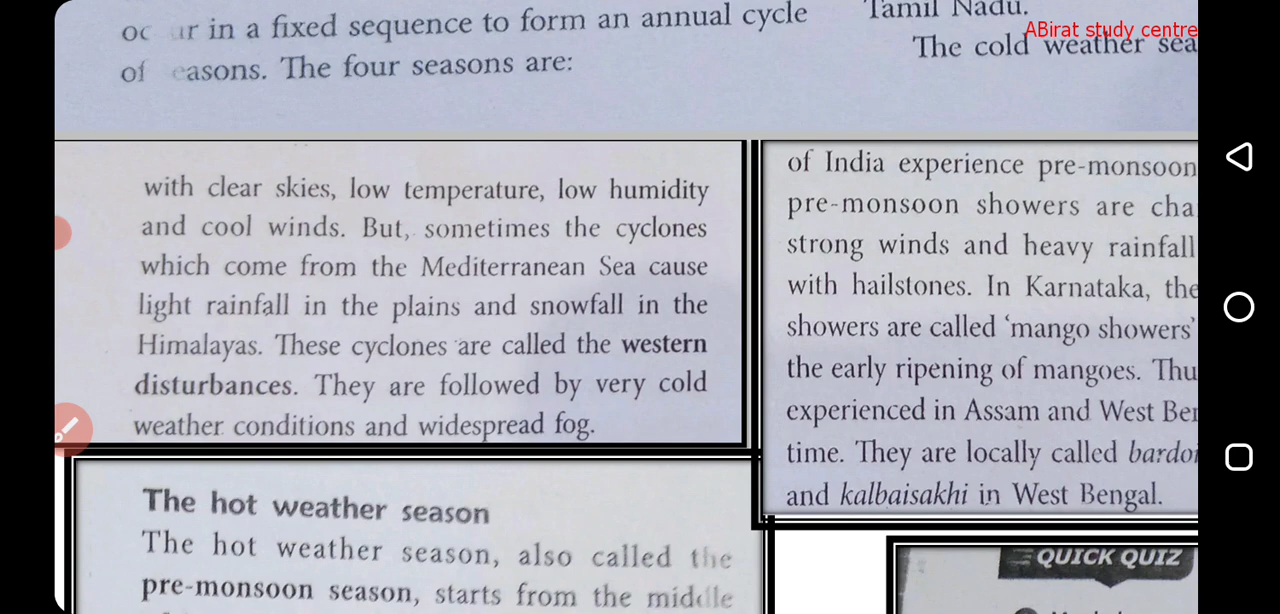 ocur in a fixed sequence to form an annual cycle
of easons. The four seasons are:
Tamil Nadu.
ABirat study centre
The cold weather sea
with clear skies, low temperature, low humidity
and cool winds. But, sometimes the cyclones
which come from the Mediterranean Sea cause
light rainfall in the plains and snowfall in the
Himalayas. These cyclones are called the western
disturbances. They are followed by very cold
weather conditions and widespread fog.
The hot weather season
The hot weather season, also called the
pre-monsoon season, starts from the middle
of India experience pre-monsoon
pre-monsoon showers are cha
strong winds and heavy rainfall
with hailstones. In Karnataka, the
showers are called ‘mango showers’
the early ripening of mangoes. Thu
experienced in Assam and West Ben
time. They are locally called bardoi
and kalbaisakhi in West Bengal.
QUICK QUIZ